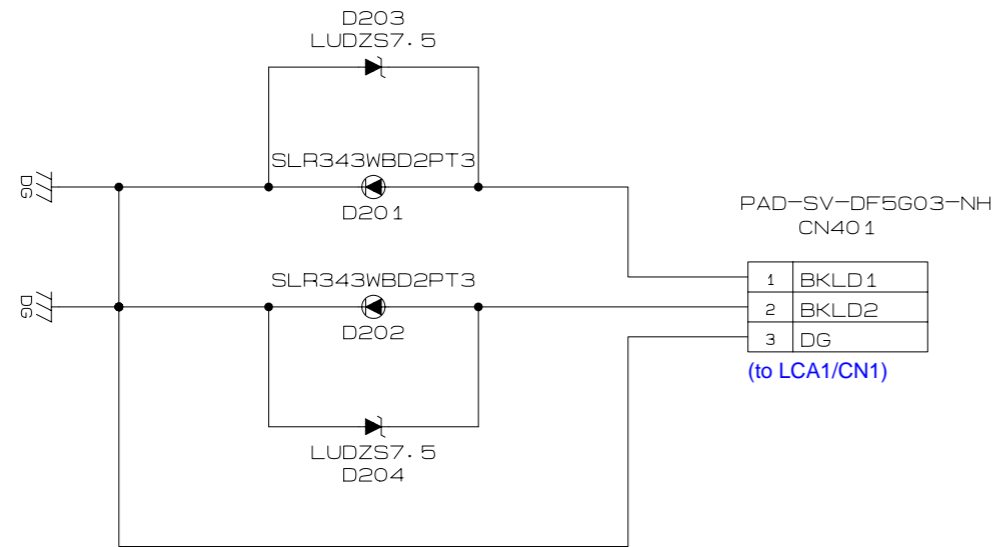 D203
LUDZS7.5
SLR343WBD2PT3
DG
D201
PAD-SV-DF5G03-NH
CN401
1 BKLD1
SLR343WBD2PT3
DG
2 BKLD2
D202
3 DG
(to LCA1/CN1)
LUDZS7.5
D204